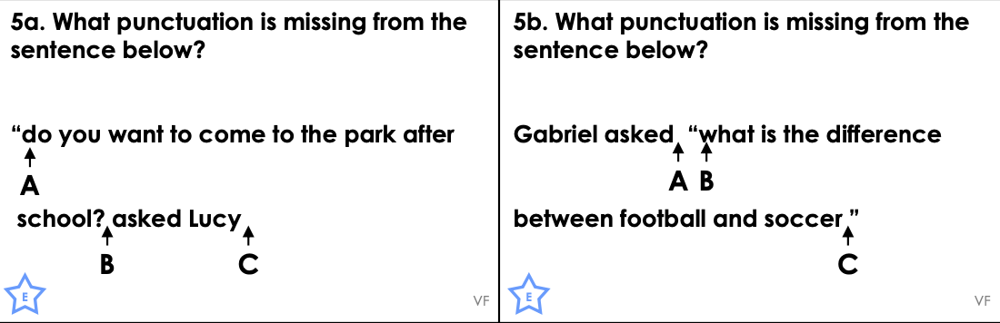 5a. What punctuation is missing from the
sentence below?
“do you want to come to the park after
A
school? asked Lucy
B C
E
VF
5b. What punctuation is missing from the
sentence below?
Gabriel asked “what is the difference
A B
between football and soccer ”
C
E
VF